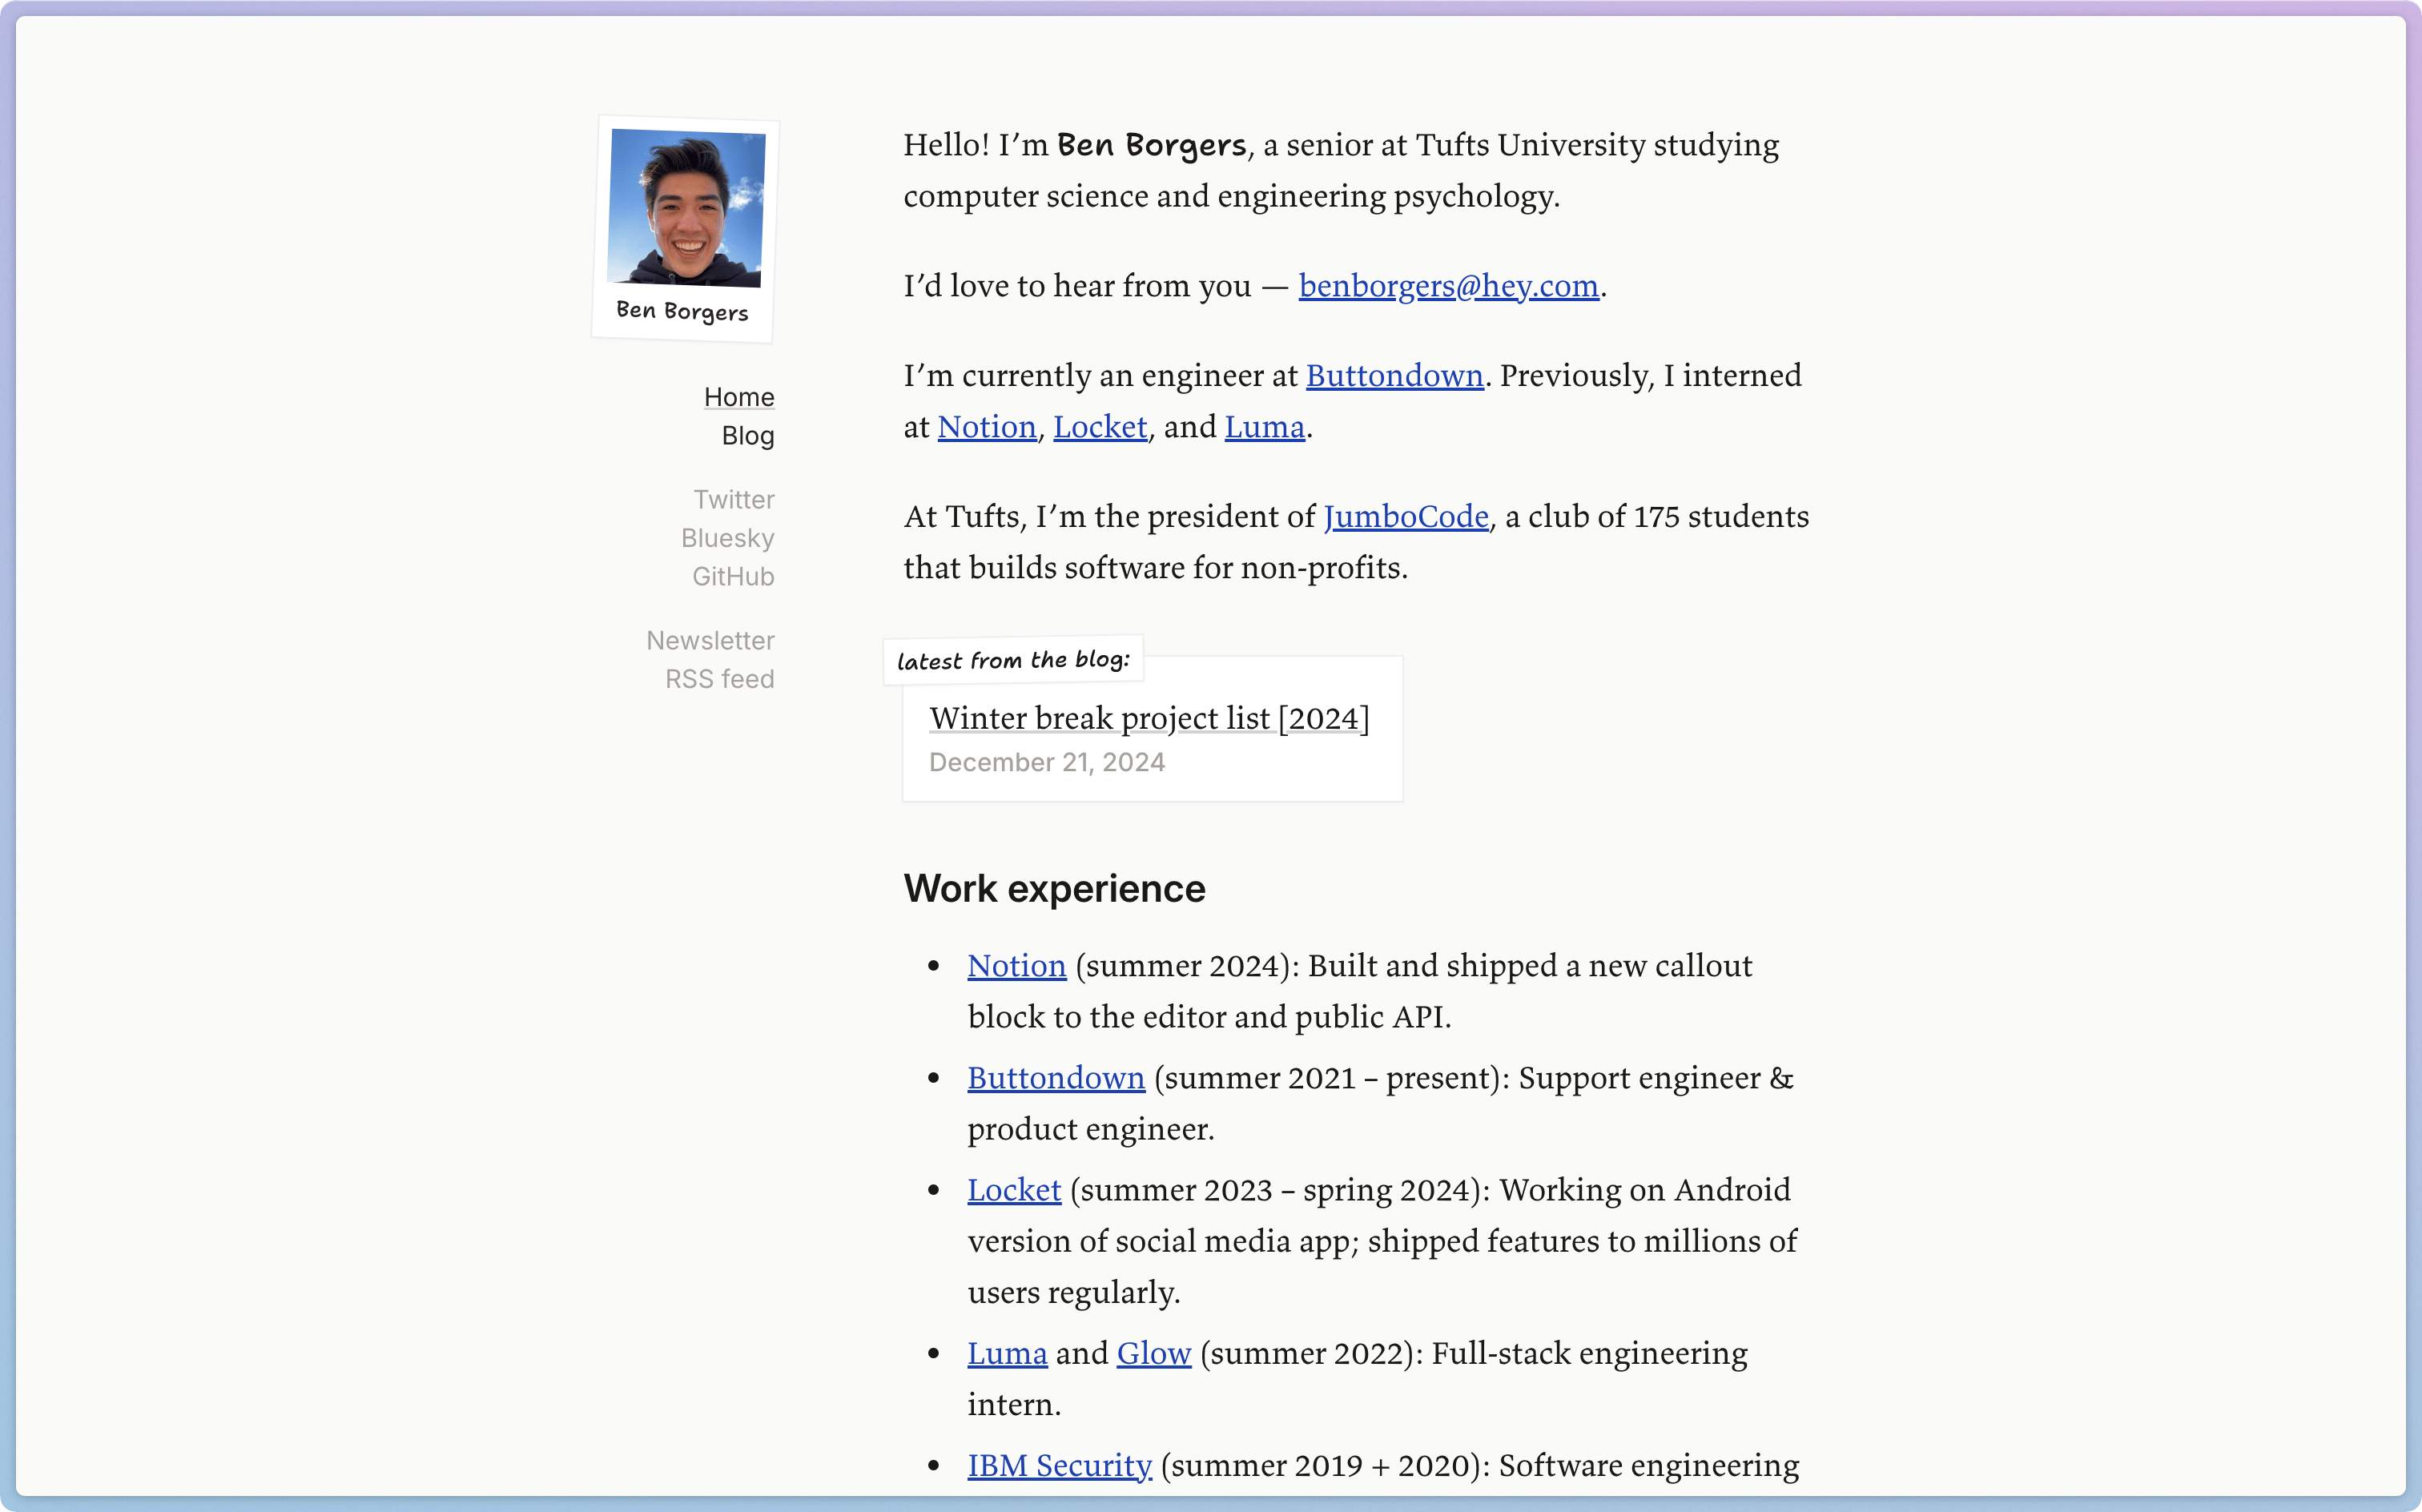 Ben Borgers
Home
Blog
Twitter
Bluesky
GitHub
Newsletter
RSS feed
Hello! I’m Ben Borgers, a senior at Tufts University studying
computer science and engineering psychology.
I’d love to hear from you — benborgers@hey.com.
I’m currently an engineer at Buttondown. Previously, I interned
at Notion, Locket, and Luma.
At Tufts, I’m the president of JumboCode, a club of 175 students
that builds software for non-profits.
latest from the blog:
Winter break project list [2024]
December 21, 2024
Work experience
• Notion (summer 2024): Built and shipped a new callout
block to the editor and public API.
• Buttondown (summer 2021 – present): Support engineer &
product engineer.
• Locket (summer 2023 – spring 2024): Working on Android
version of social media app; shipped features to millions of
users regularly.
• Luma and Glow (summer 2022): Full-stack engineering
intern.
• IBM Security (summer 2019 + 2020): Software engineering